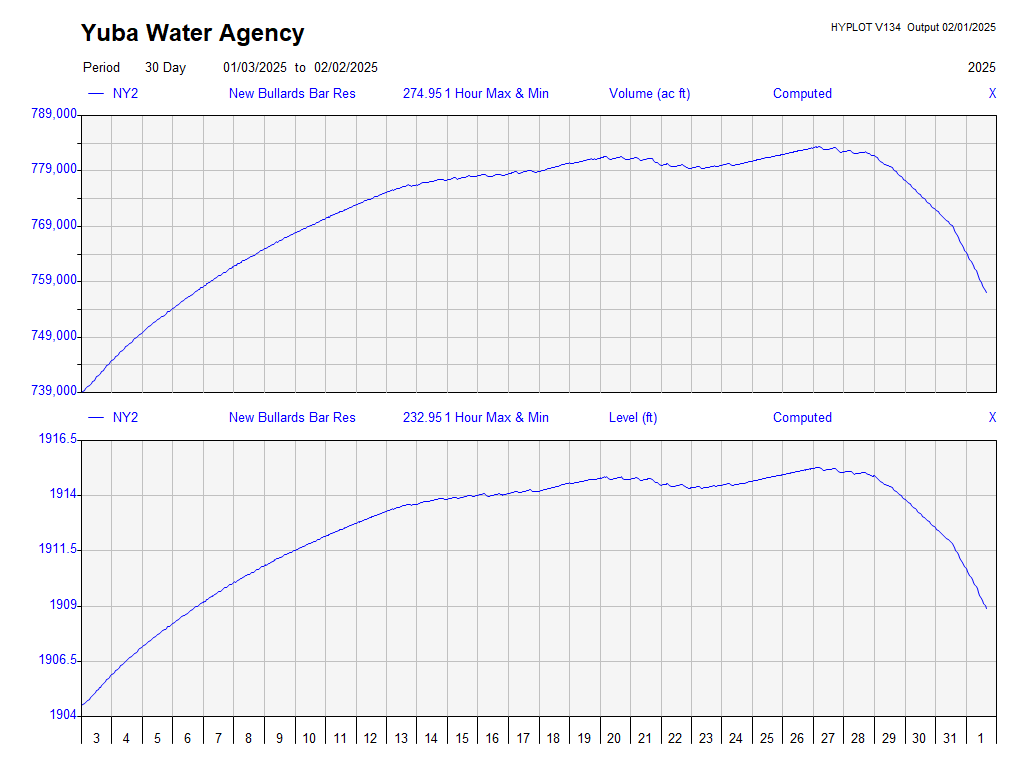 Yuba Water Agency
HYPLOT V134 Output 02/01/2025
Period 30 Day 01/03/2025 to 02/02/2025 2025
NY2 New Bullards Bar Res 274.95 1 Hour Max & Min Volume (ac ft) Computed X
789,000
779,000
769,000
759,000
749,000
739,000
NY2 New Bullards Bar Res 232.95 1 Hour Max & Min Level (ft) Computed X
1916.5
1914
1911.5
1909
1906.5
1904
3 4 5 6 7 8 9 10 11 12 13 14 15 16 17 18 19 20 21 22 23 24 25 26 27 28 29 30 31 1